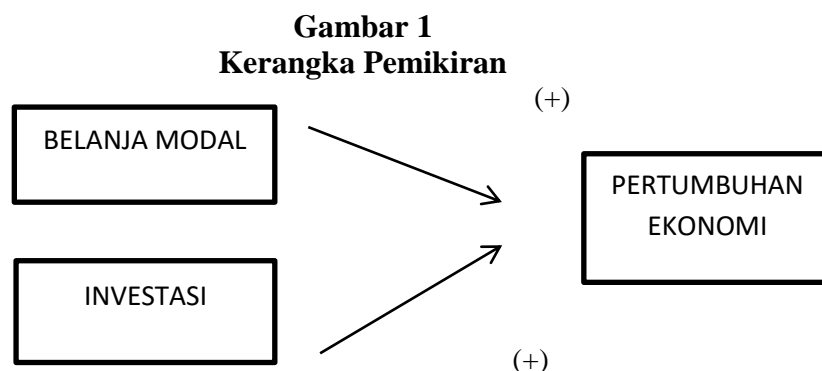 Gambar 1
Kerangka Pemikiran
(+)
BELANJA MODAL
PERTUMBUHAN
EKONOMI
INVESTASI
(+)